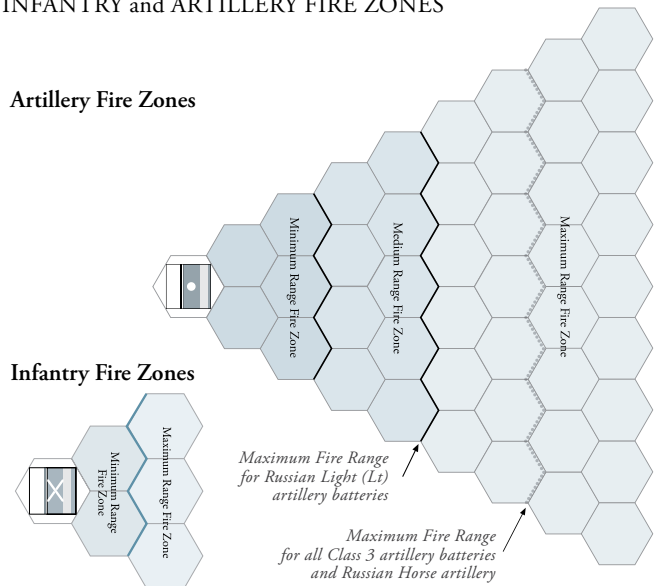 INFANTRY and ARTILLERY FIRE ZONES
Artillery Fire Zones
Minimum Range Fire Zone
Medium Range Fire Zone
Maximum Range Fire Zone
Infantry Fire Zones
Minimum Range
Fire Zone
Maximum Range Fire Zone
Maximum Fire Range
for Russian Light (Lt)
artillery batteries
Maximum Fire Range
for all Class 3 artillery batteries
and Russian Horse artillery